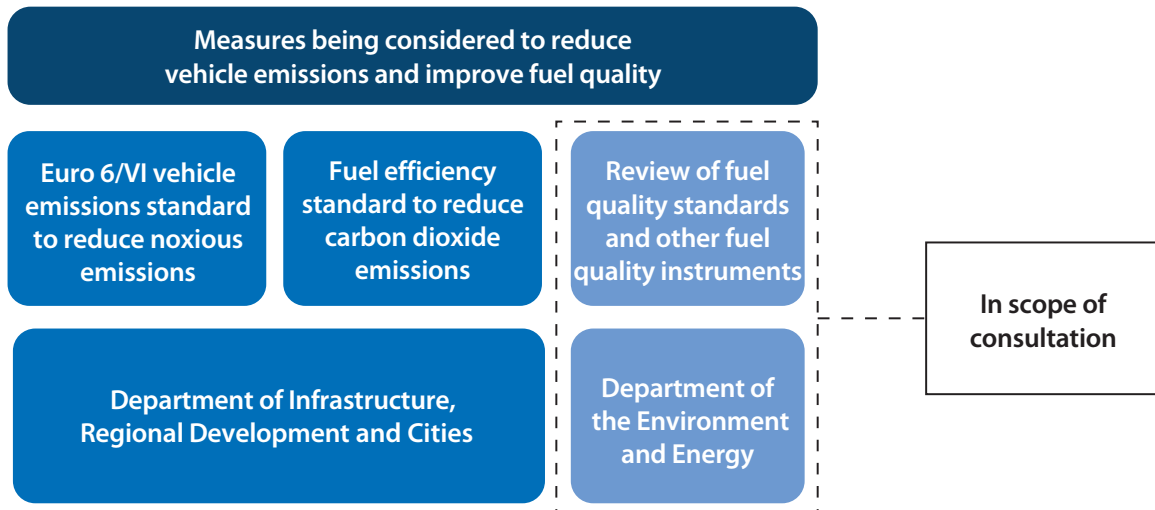 Measures being considered to reduce
vehicle emissions and improve fuel quality
Euro 6/VI vehicle
emissions standard
to reduce noxious
emissions
Fuel efficiency
standard to reduce
carbon dioxide
emissions
Review of fuel
quality standards
and other fuel
quality instruments
In scope of
consultation
Department of Infrastructure,
Regional Development and Cities
Department of
the Environment
and Energy